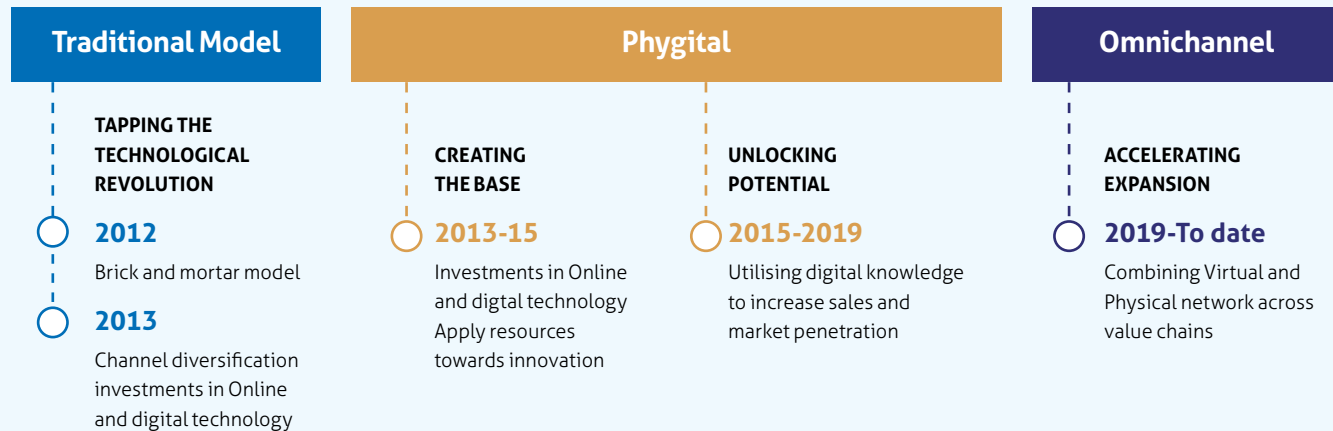 Traditional Model
TAPPING THE
TECHNOLOGICAL
REVOLUTION
2012
Brick and mortar model
2013
Channel diversification
investments in Online
and digital technology
Phygital
CREATING
THE BASE
2013-15
Investments in Online
and digtal technology
Apply resources
towards innovation
UNLOCKING
POTENTIAL
2015-2019
Utilising digital knowledge
to increase sales and
market penetration
Omnichannel
ACCELERATING
EXPANSION
2019-To date
Combining Virtual and
Physical network across
value chains